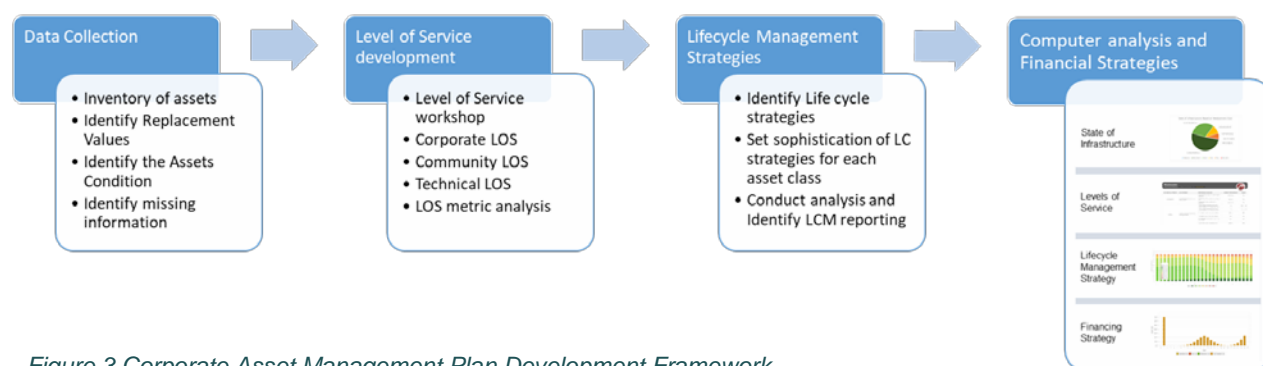 Data Collection
• Inventory of assets
• Identify Replacement
Values
• Identify the Assets
Condition
• Identify missing
information
Level of Service
development
• Level of Service
workshop
• Corporate LOS
• Community LOS
• Technical LOS
• LOS metric analysis
Lifecycle Management
Strategies
• Identify Life cycle
strategies
• Set sophistication of LC
strategies for each
asset class
• Conduct analysis and
Identify LCM reporting
Computer analysis and
Financial Strategies
State of
Infrastructure
Levels of
Service
Lifecycle
Management
Strategy
Financing
Strategy
Figure 3 Corporate Asset Management Plan Development Framework